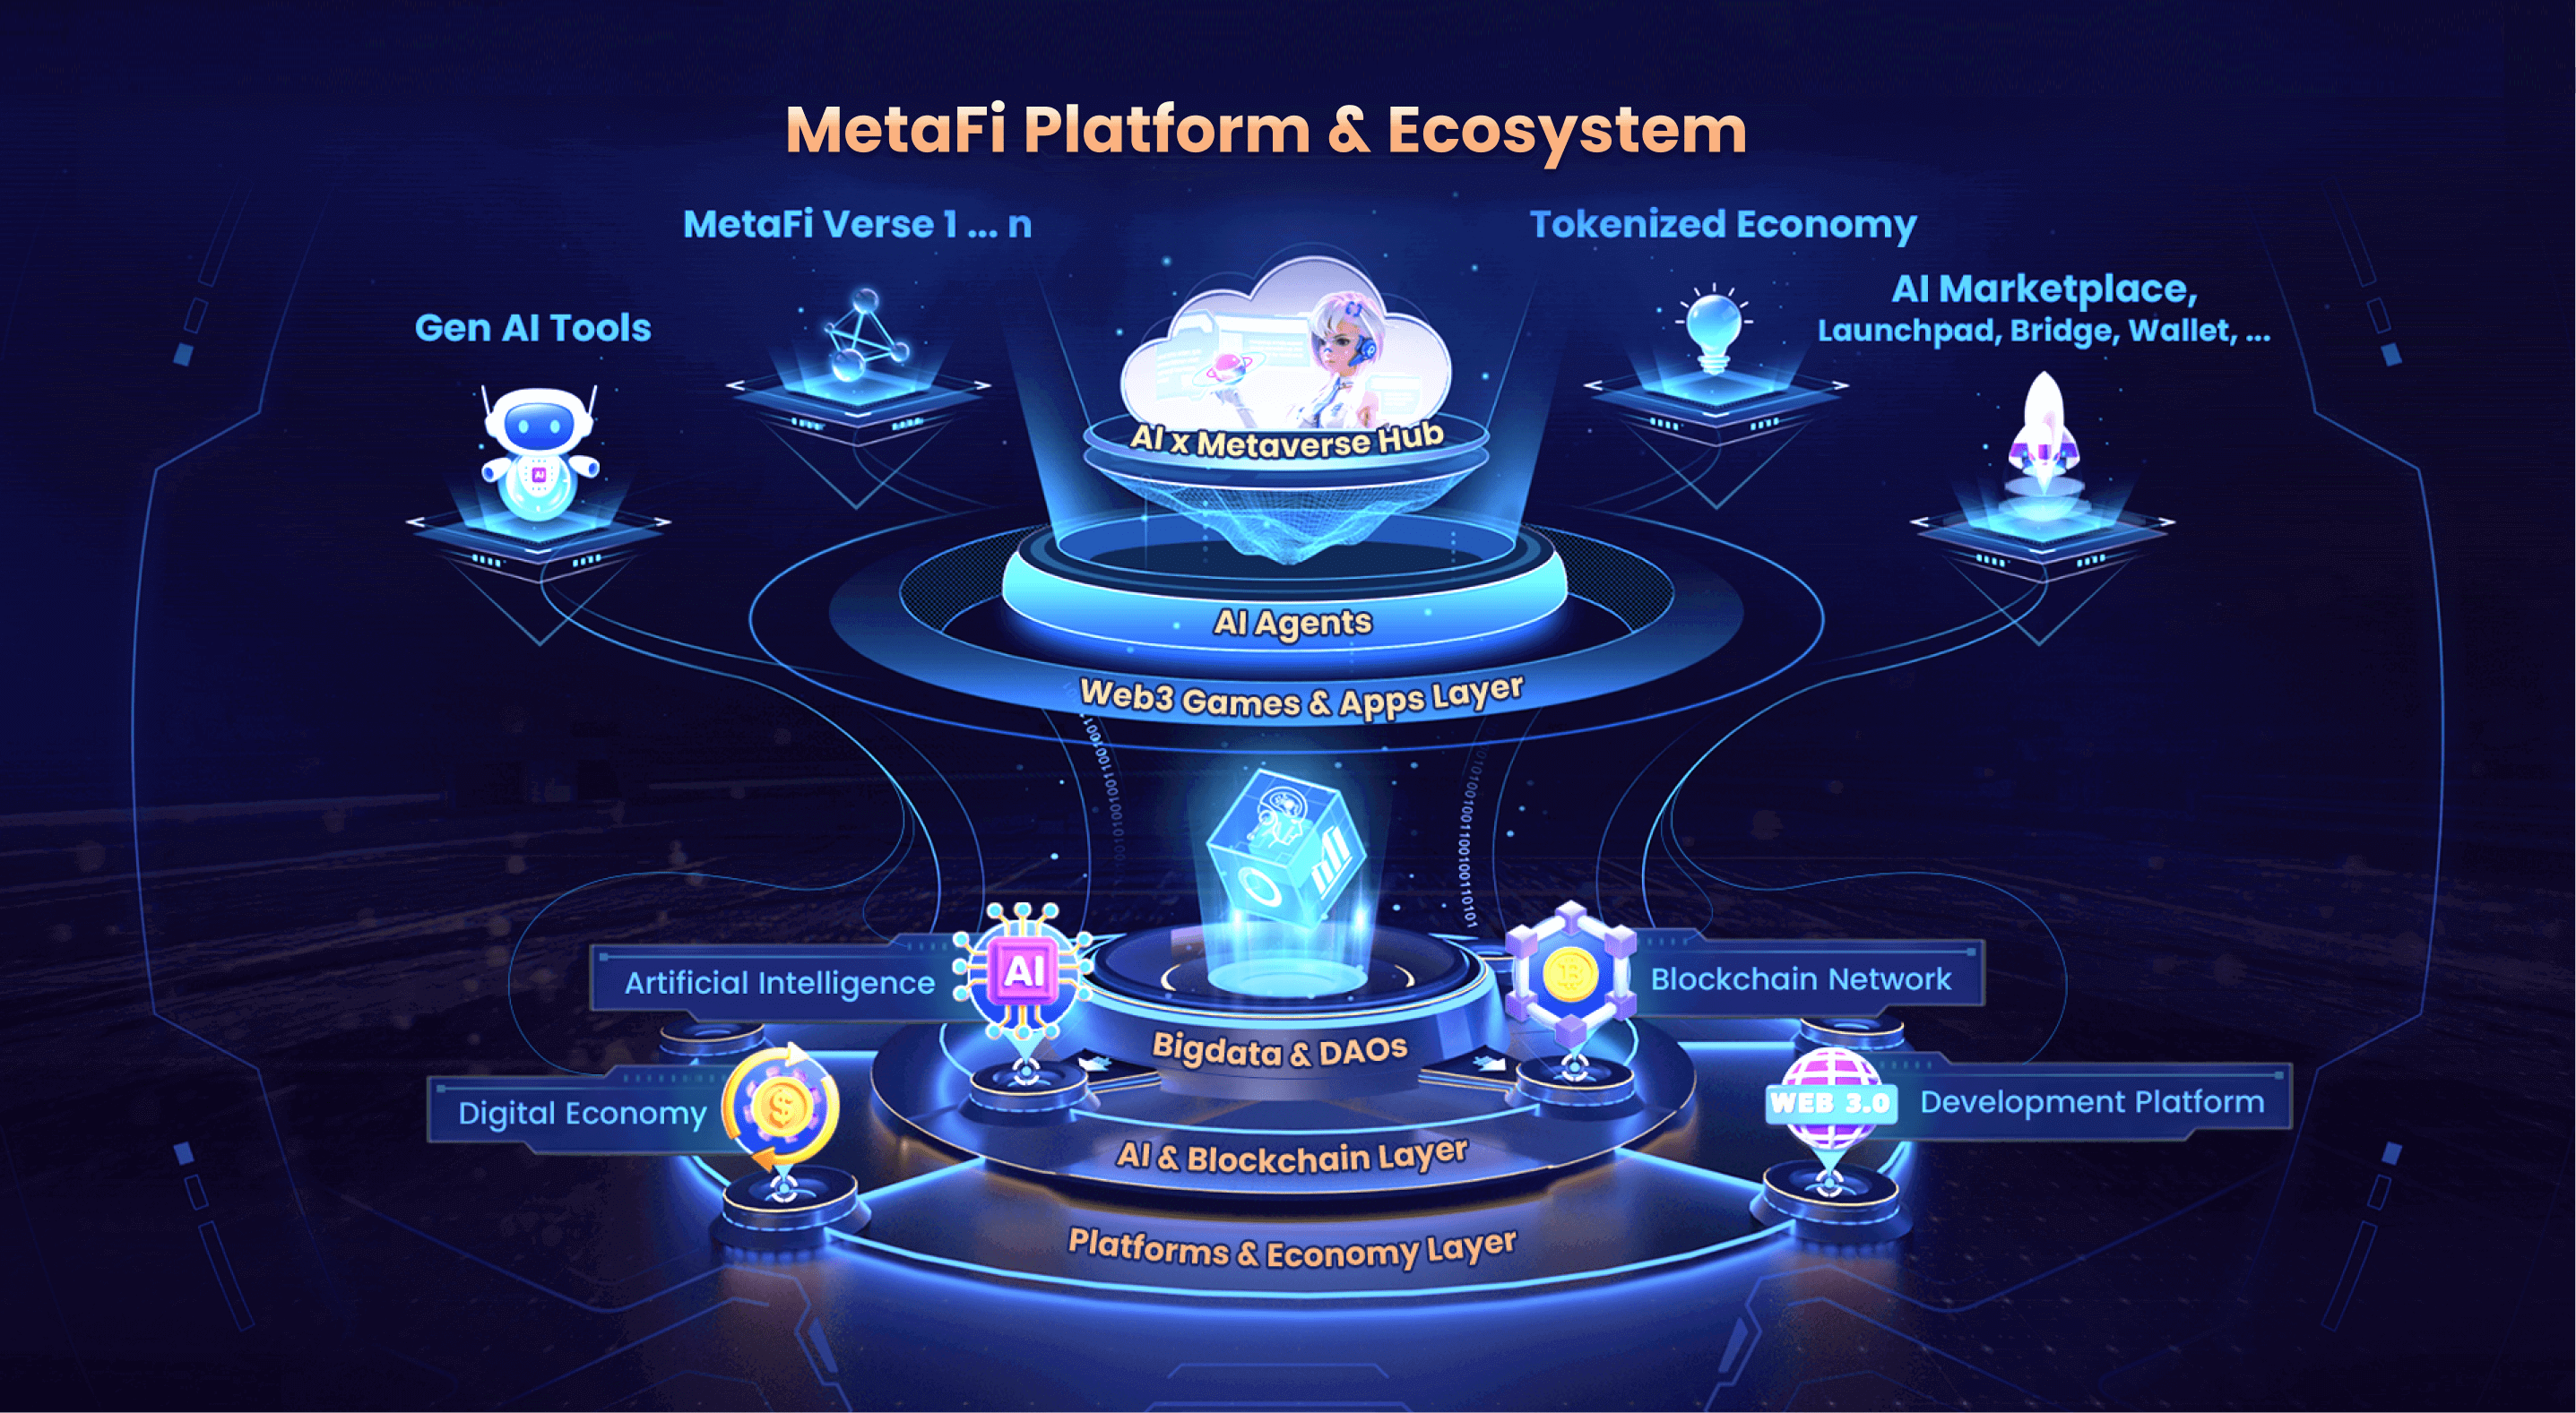 MetaFi Platform & Ecosystem
MetaFi Verse 1 ... n
Tokenized Economy
Gen AI Tools
AI Marketplace,
Launchpad, Bridge, Wallet, ...
AI
AI x Metaverse Hub
AI Agents
Web3 Games & Apps Layer
Artificial Intelligence
AI
Blockchain Network
Bigdata & DAOs
Digital Economy
$
WEB 3.0
Development Platform
AI & Blockchain Layer
Platforms & Economy Layer